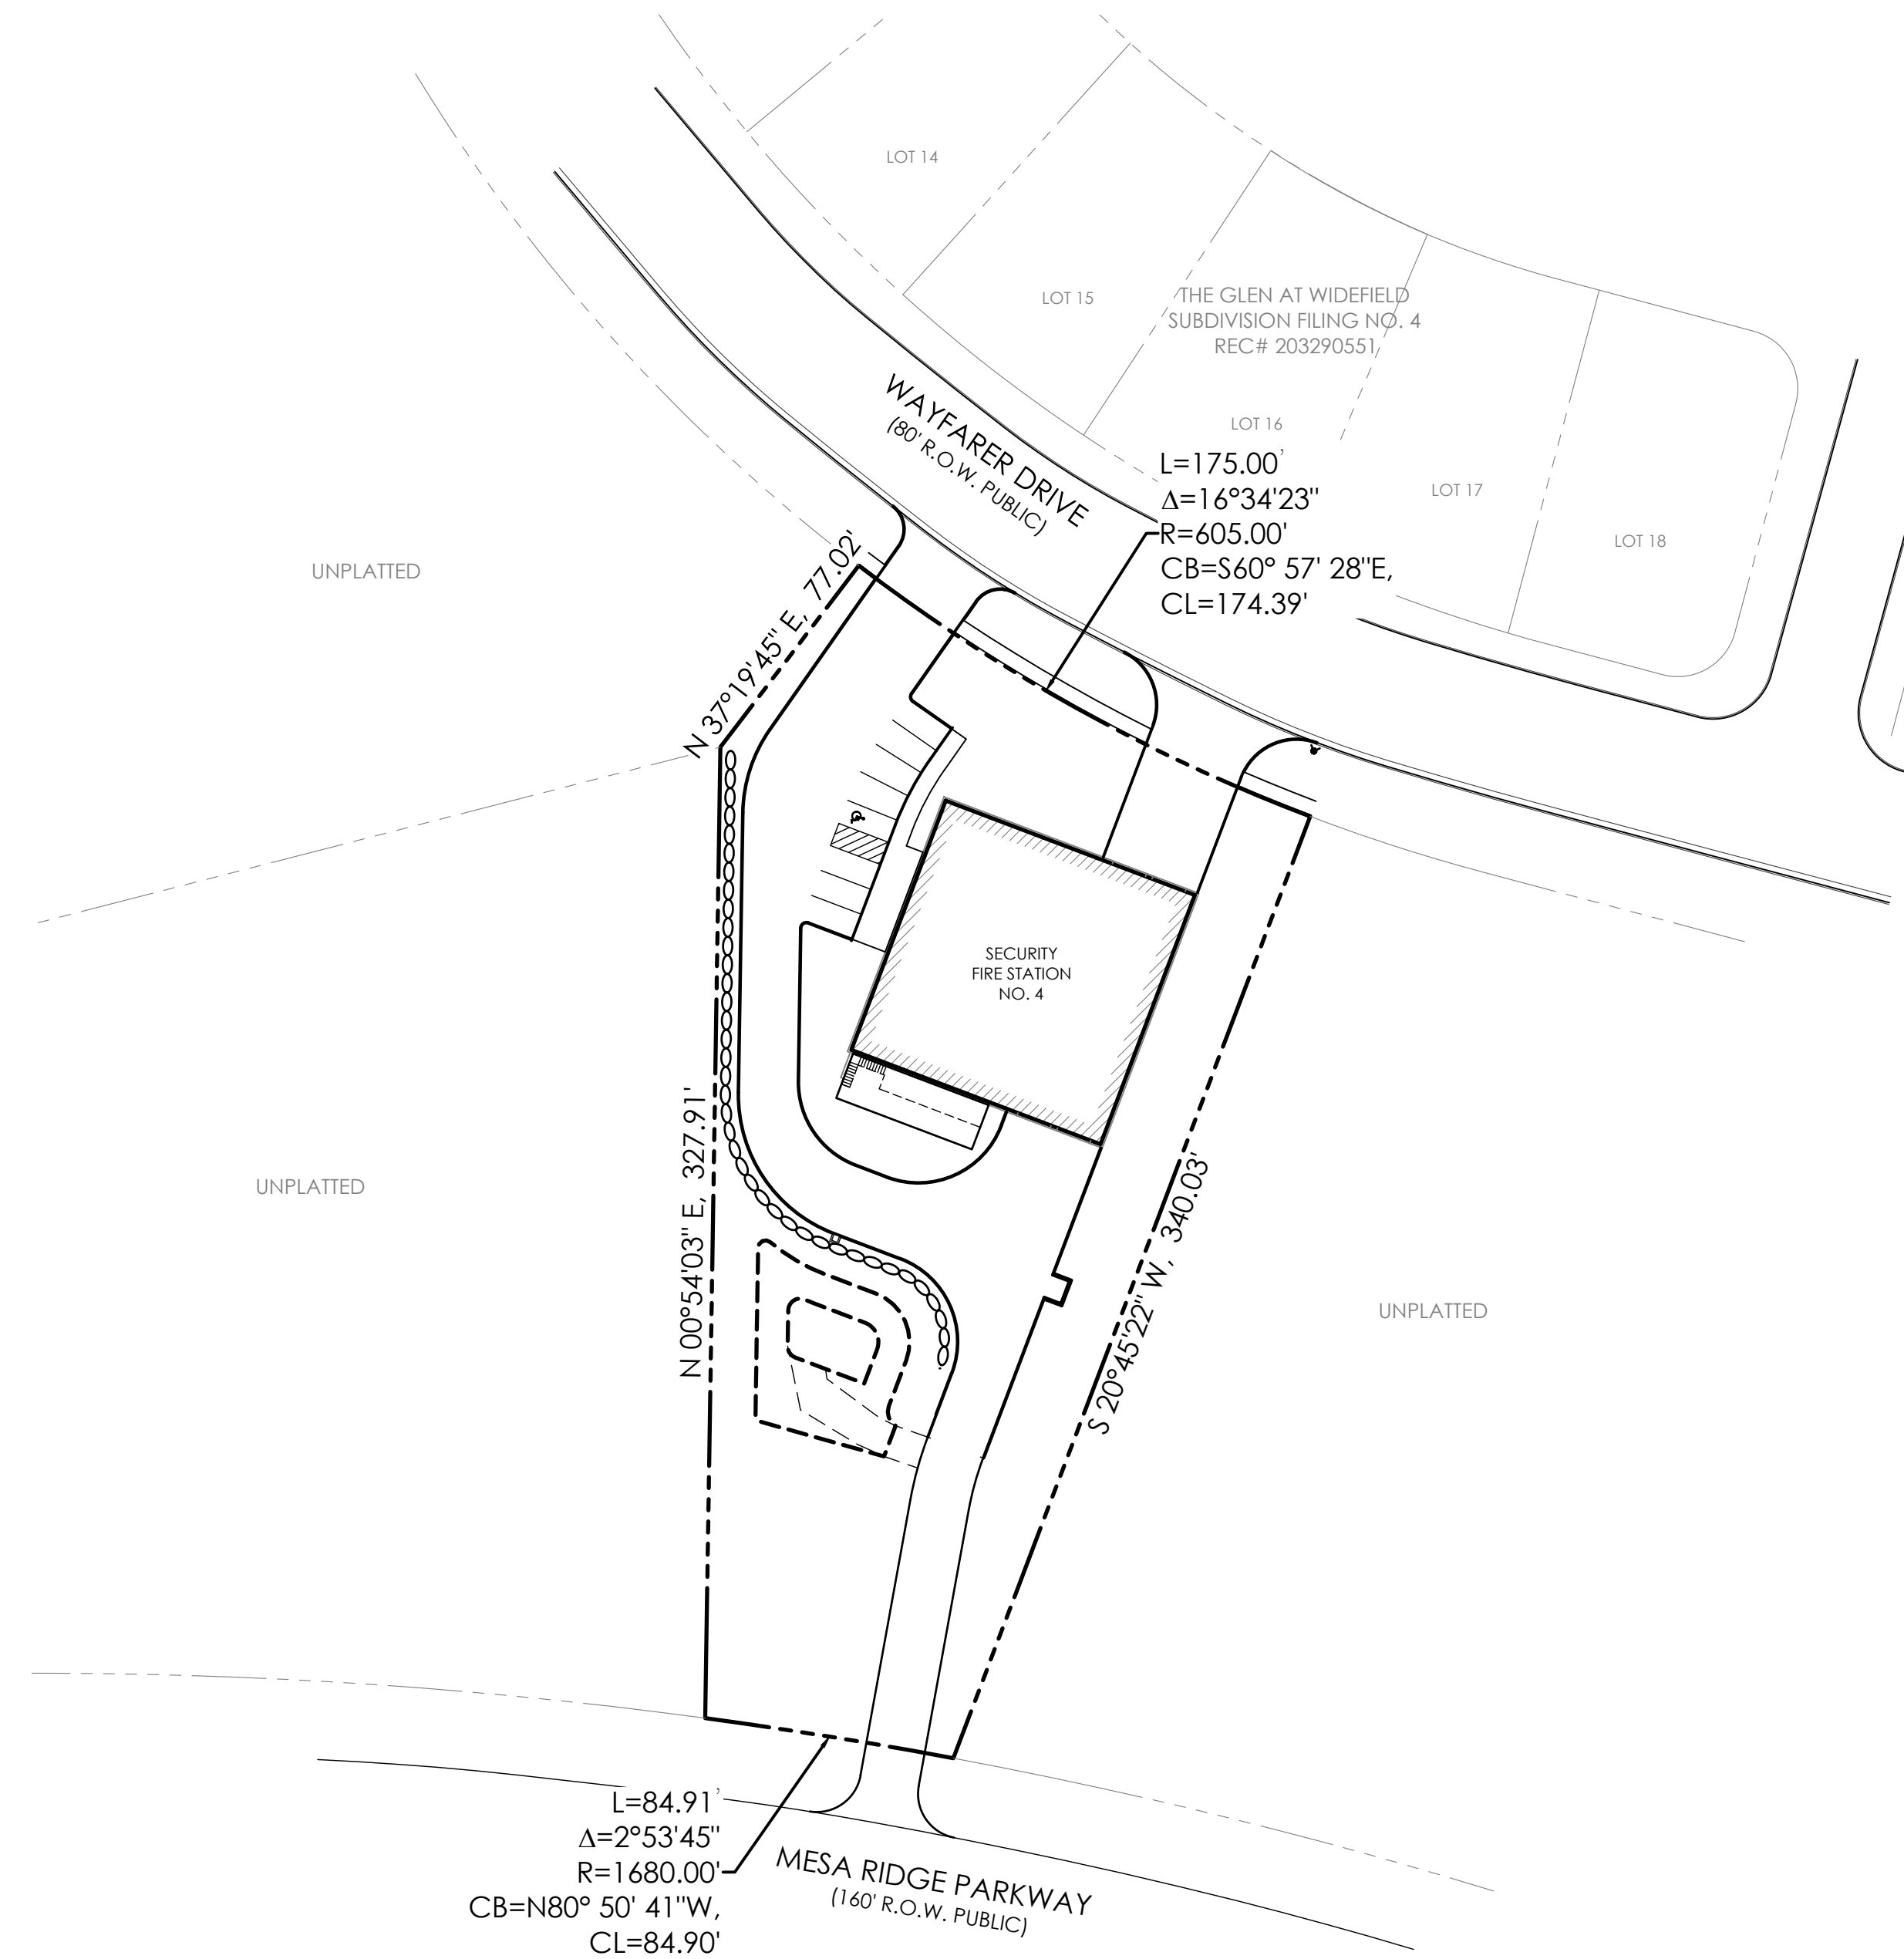 LOT 14
LOT 15
THE GLEN AT WIDEFIELD
SUBDIVISION FILING NO. 4
REC# 203290551
LOT 16
WAYFARER DRIVE
(80' R.O.W. PUBLIC)
L=175.00'
Δ=16°34'23"
R=605.00'
CB=S60° 57' 28"E,
CL=174.39'
LOT 17
LOT 18
UNPLATTED
N 37°19'45" E, 77.02'
SECURITY
FIRE STATION
NO. 4
UNPLATTED
N 00°54'03" E, 327.91'
S 20°45'22" W, 340.03'
UNPLATTED
L=84.91'
Δ=2°53'45"
R=1680.00'
CB=N80° 50' 41"W,
CL=84.90'
MESA RIDGE PARKWAY
(160' R.O.W. PUBLIC)